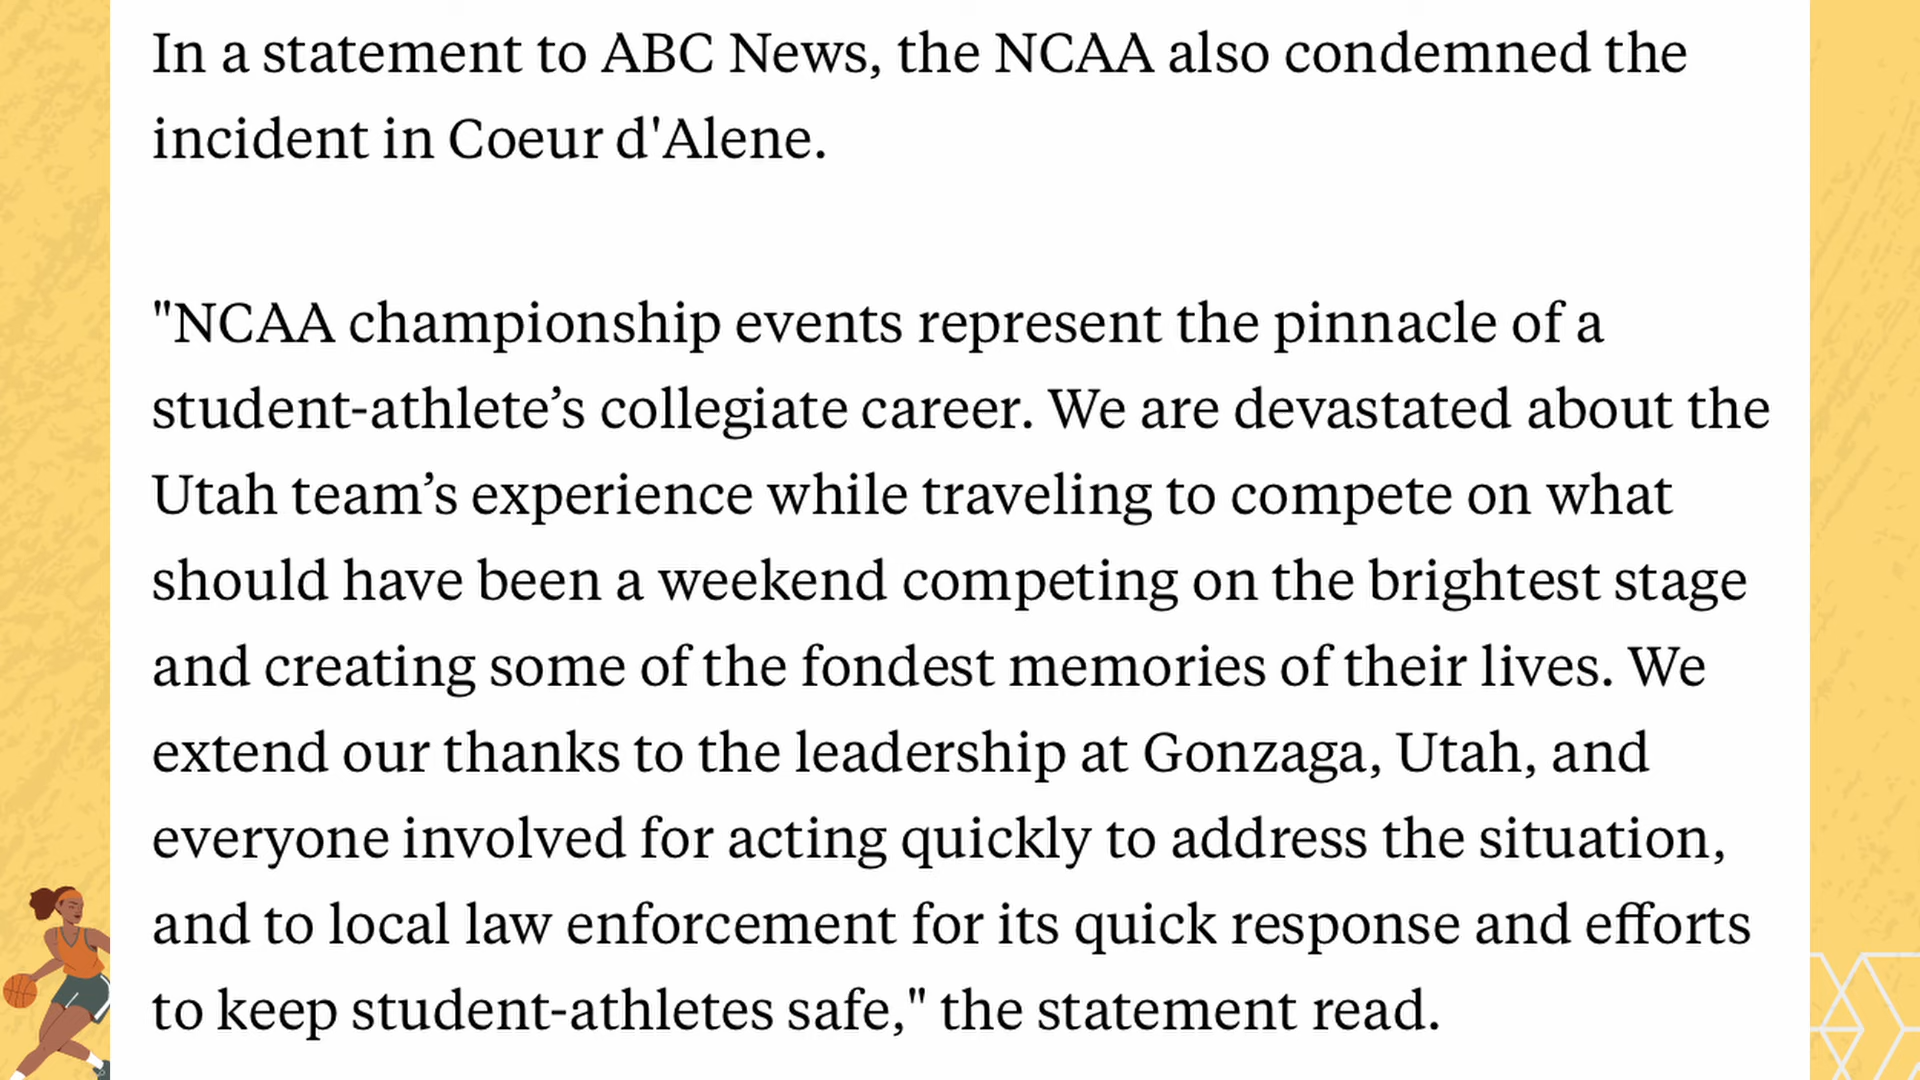 In a statement to ABC News, the NCAA also condemned the
incident in Coeur d'Alene.
"NCAA championship events represent the pinnacle of a
student-athlete’s collegiate career. We are devastated about the
Utah team’s experience while traveling to compete on what
should have been a weekend competing on the brightest stage
and creating some of the fondest memories of their lives. We
extend our thanks to the leadership at Gonzaga, Utah, and
everyone involved for acting quickly to address the situation,
and to local law enforcement for its quick response and efforts
to keep student-athletes safe," the statement read.